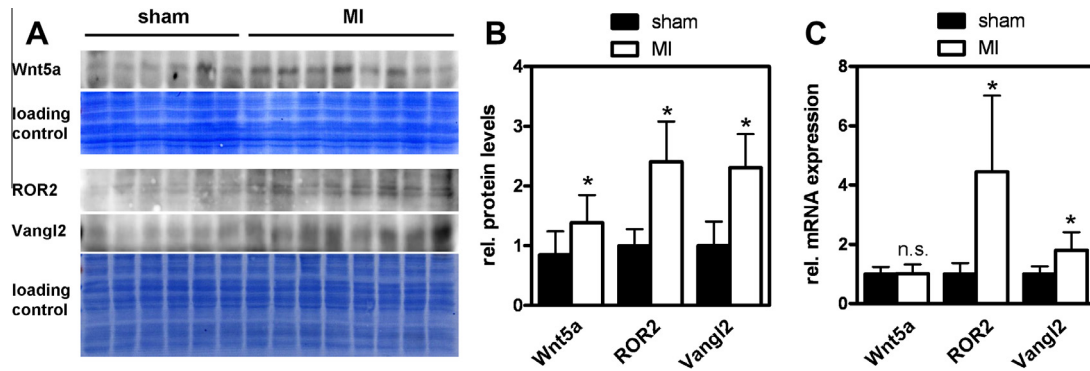 A
sham MI
Wnt5a
loading
control
ROR2
Vangl2
loading
control
B
sham
MI
rel. protein levels
4
3
2
1
0
*
*
*
Wnt5a
ROR2
Vangl2
C
sham
MI
rel. mRNA expression
8
6
4
2
0
n.s.
*
*
Wnt5a
ROR2
Vangl2